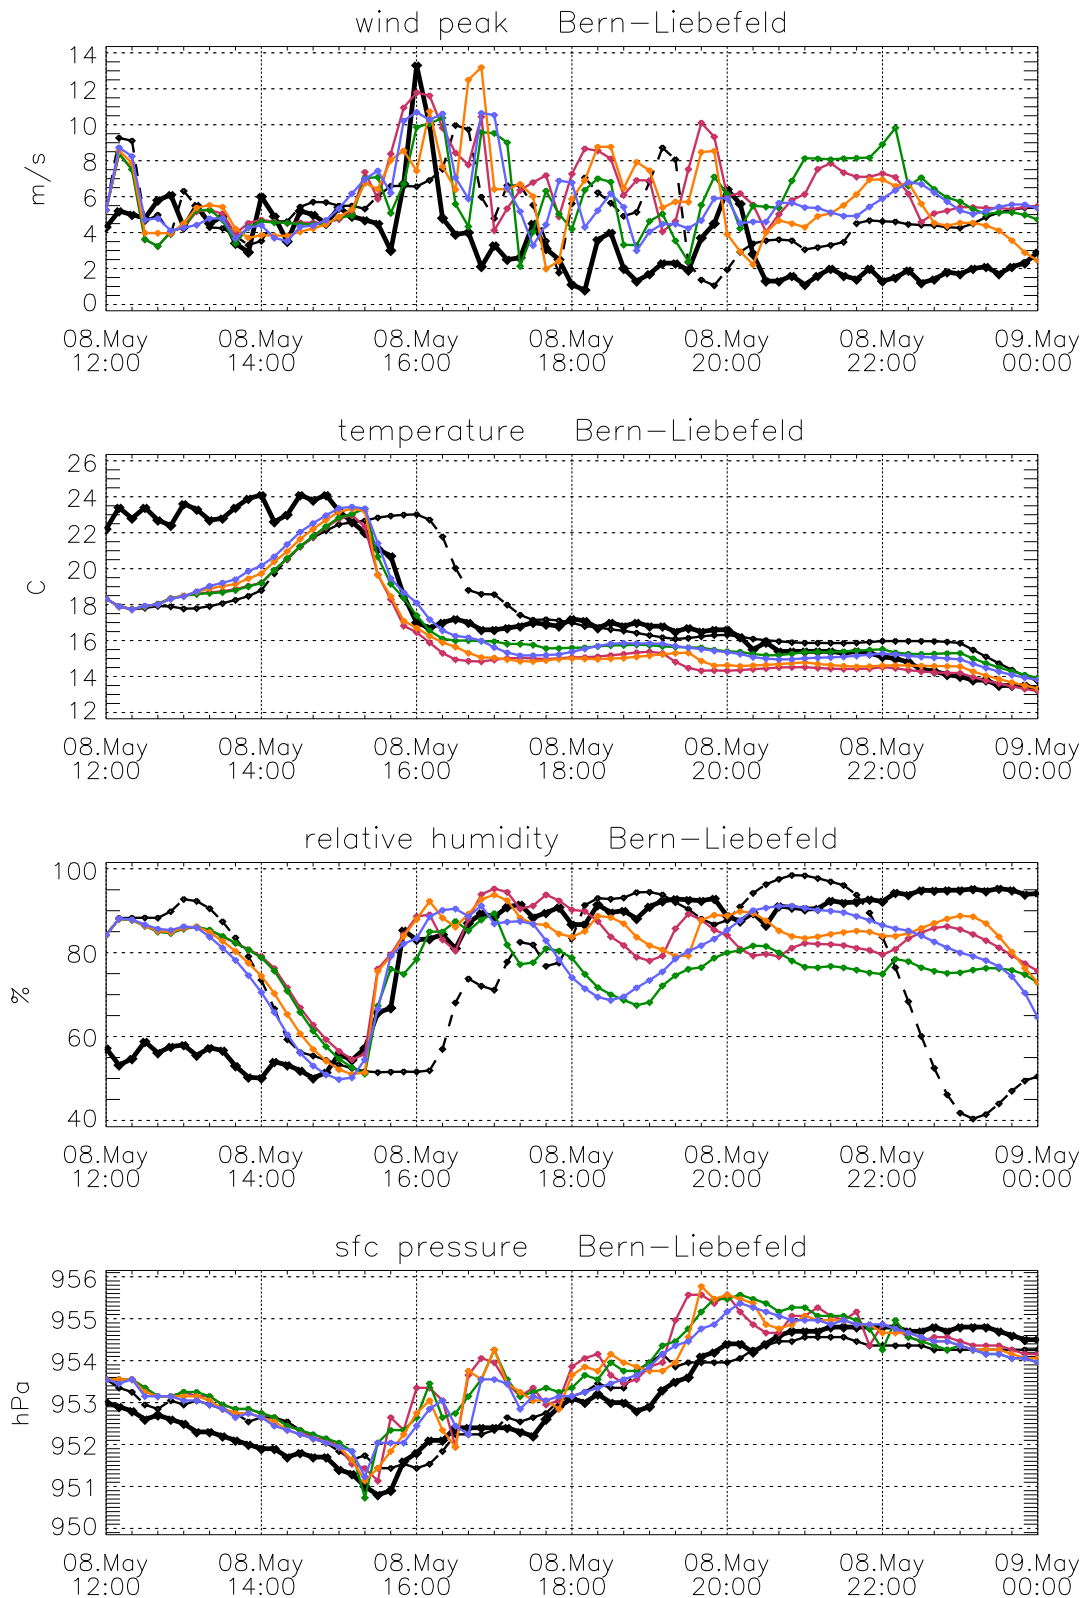 wind peak Bern−Liebefeld
14
12
10
8
6
4
2
0
m/s
08.May 08.May 08.May 08.May 08.May 08.May 09.May
12:00 14:00 16:00 18:00 20:00 22:00 00:00
temperature Bern−Liebefeld
26
24
22
20
18
16
14
12
C
08.May 08.May 08.May 08.May 08.May 08.May 09.May
12:00 14:00 16:00 18:00 20:00 22:00 00:00
relative humidity Bern−Liebefeld
100
80
60
40
%
08.May 08.May 08.May 08.May 08.May 08.May 09.May
12:00 14:00 16:00 18:00 20:00 22:00 00:00
sfc pressure Bern−Liebefeld
956
955
954
953
952
951
950
hPa
08.May 08.May 08.May 08.May 08.May 08.May 09.May
12:00 14:00 16:00 18:00 20:00 22:00 00:00